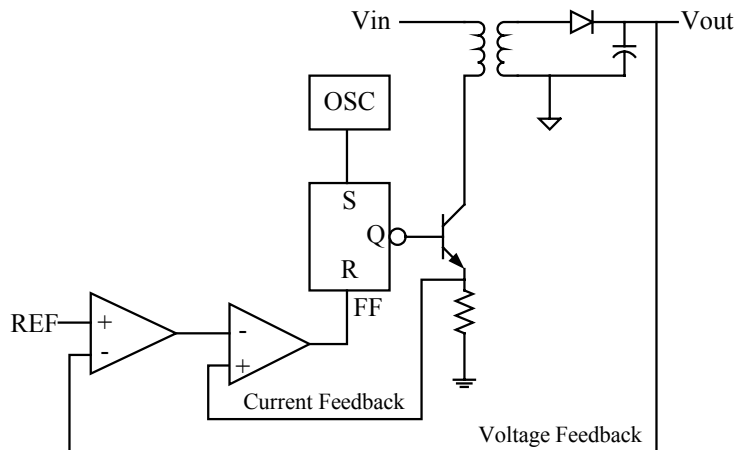 Vin
Vout
OSC
S
Q
R
FF
REF
+
-
-
+
Current Feedback
Voltage Feedback